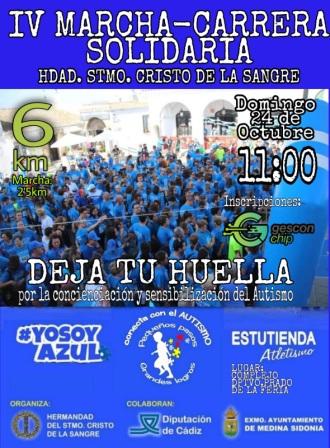 IV MARCHA-CARRERA
SOLIDARIA
HDAD. STMO. CRISTO DE LA SANGRE
6
km
Marcha:
2'5km
Domingo
24 de
Octubre
11:00
Inscripciones:
gescon
chip
DEJA TU HUELLA
por la concienciación y sensibilización del Autismo
#YOSOY
AZUL
conecta con el AUTISMO
Pequeños pasos
Grandes logros
ESTUTIENDA
Atletismo
LUGAR:
COMPLEJO
DPTVO.PRADO
DE LA FERIA
ORGANIZA:
HERMANDAD
DEL STMO. CRISTO
DE LA SANGRE
COLABORAN:
Diputación
de Cádiz
EXMO. AYUNTAMIENTO
DE MEDINA SIDONIA